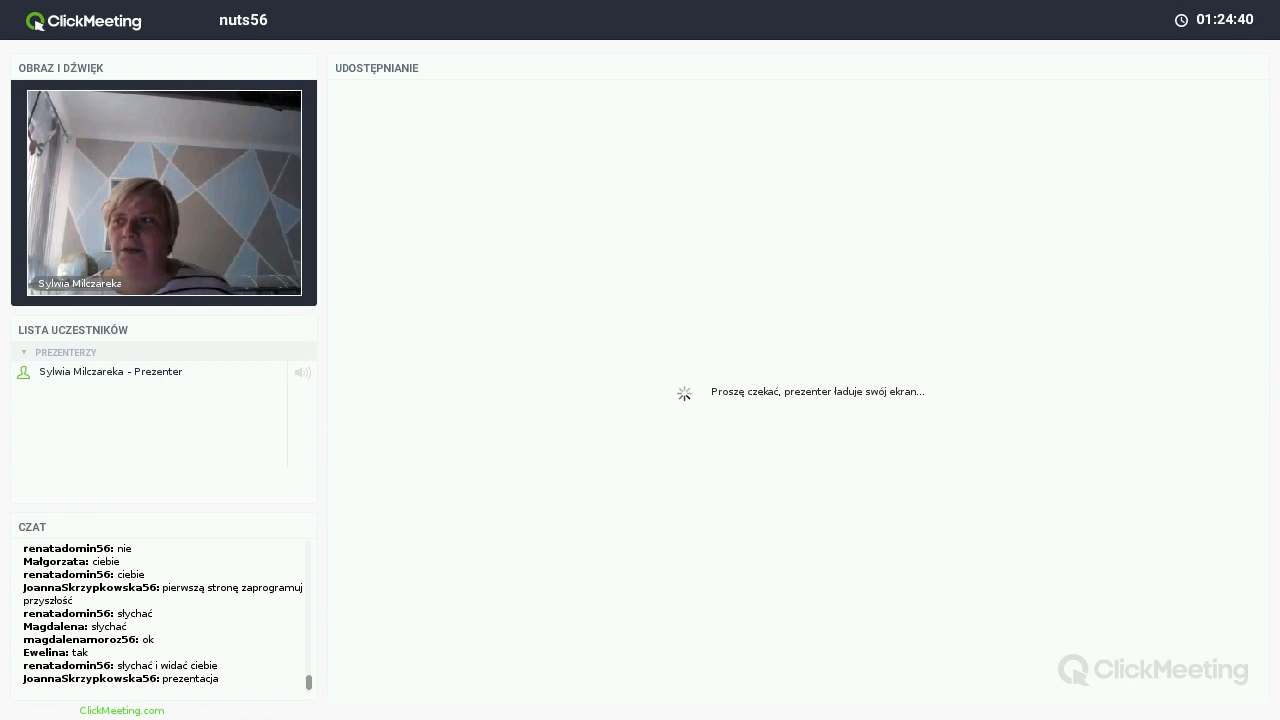 ClickMeeting
nuts56
01:24:40
OBRAZ I DŹWIĘK
Sylwia Milczareka
LISTA UCZESTNIKÓW
PREZENTERZY
Sylwia Milczareka - Prezenter
CZAT
renatadomin56: nie
Małgorzata: ciebie
renatadomin56: ciebie
JoannaSkrzypkowska56: pierwszą stronę zaprogramuj
przyszłość
renatadomin56: słychać
Magdalena: słychać
magdalenamoroz56: ok
Ewelina: tak
renatadomin56: słychać i widać ciebie
JoannaSkrzypkowska56: prezentacja
ClickMeeting.com
UDOSTĘPNIANIE
Proszę czekać, prezenter ładuje swój ekran...
ClickMeeting